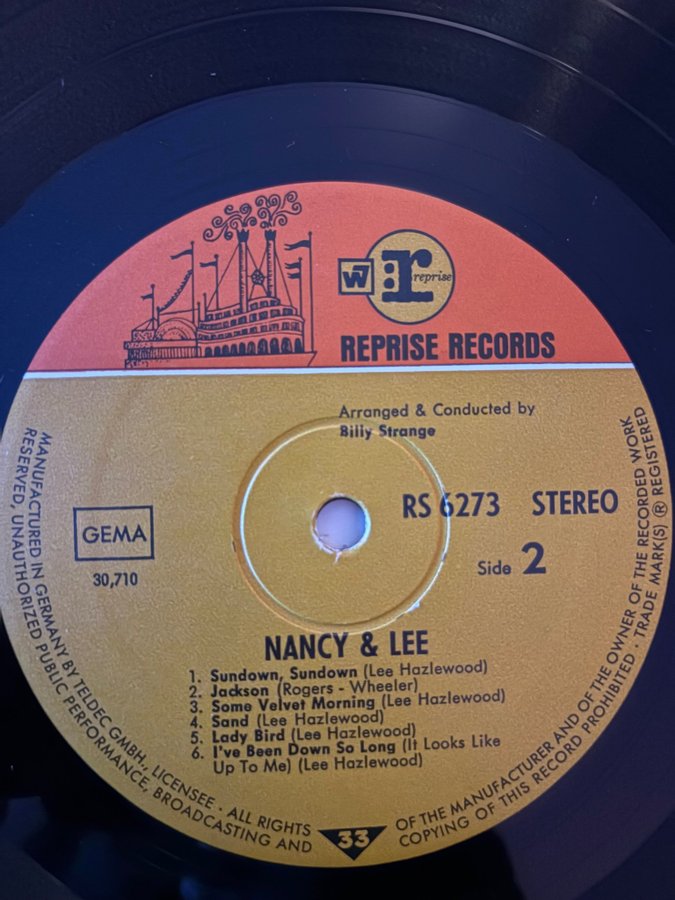 W
r reprise
REPRISE RECORDS
Arranged & Conducted by
Billy Strange
GEMA
30,710
RS 6273 STEREO
Side 2
NANCY & LEE
1. Sundown, Sundown (Lee Hazlewood)
2. Jackson (Rogers - Wheeler)
3. Some Velvet Morning (Lee Hazlewood)
4. Sand (Lee Hazlewood)
5. Lady Bird (Lee Hazlewood)
6. I've Been Down So Long (It Looks Like
Up To Me) (Lee Hazlewood)
MANUFACTURED IN GERMANY BY TELDEC GMBH., LICENSEE · ALL RIGHTS
RESERVED, UNAUTHORIZED PUBLIC PERFORMANCE, BROADCASTING AND
33
OF THE MANUFACTURER AND OF THE OWNER OF THE RECORDED WORK
COPYING OF THIS RECORD PROHIBITED · TRADE MARK(S) ® REGISTERED